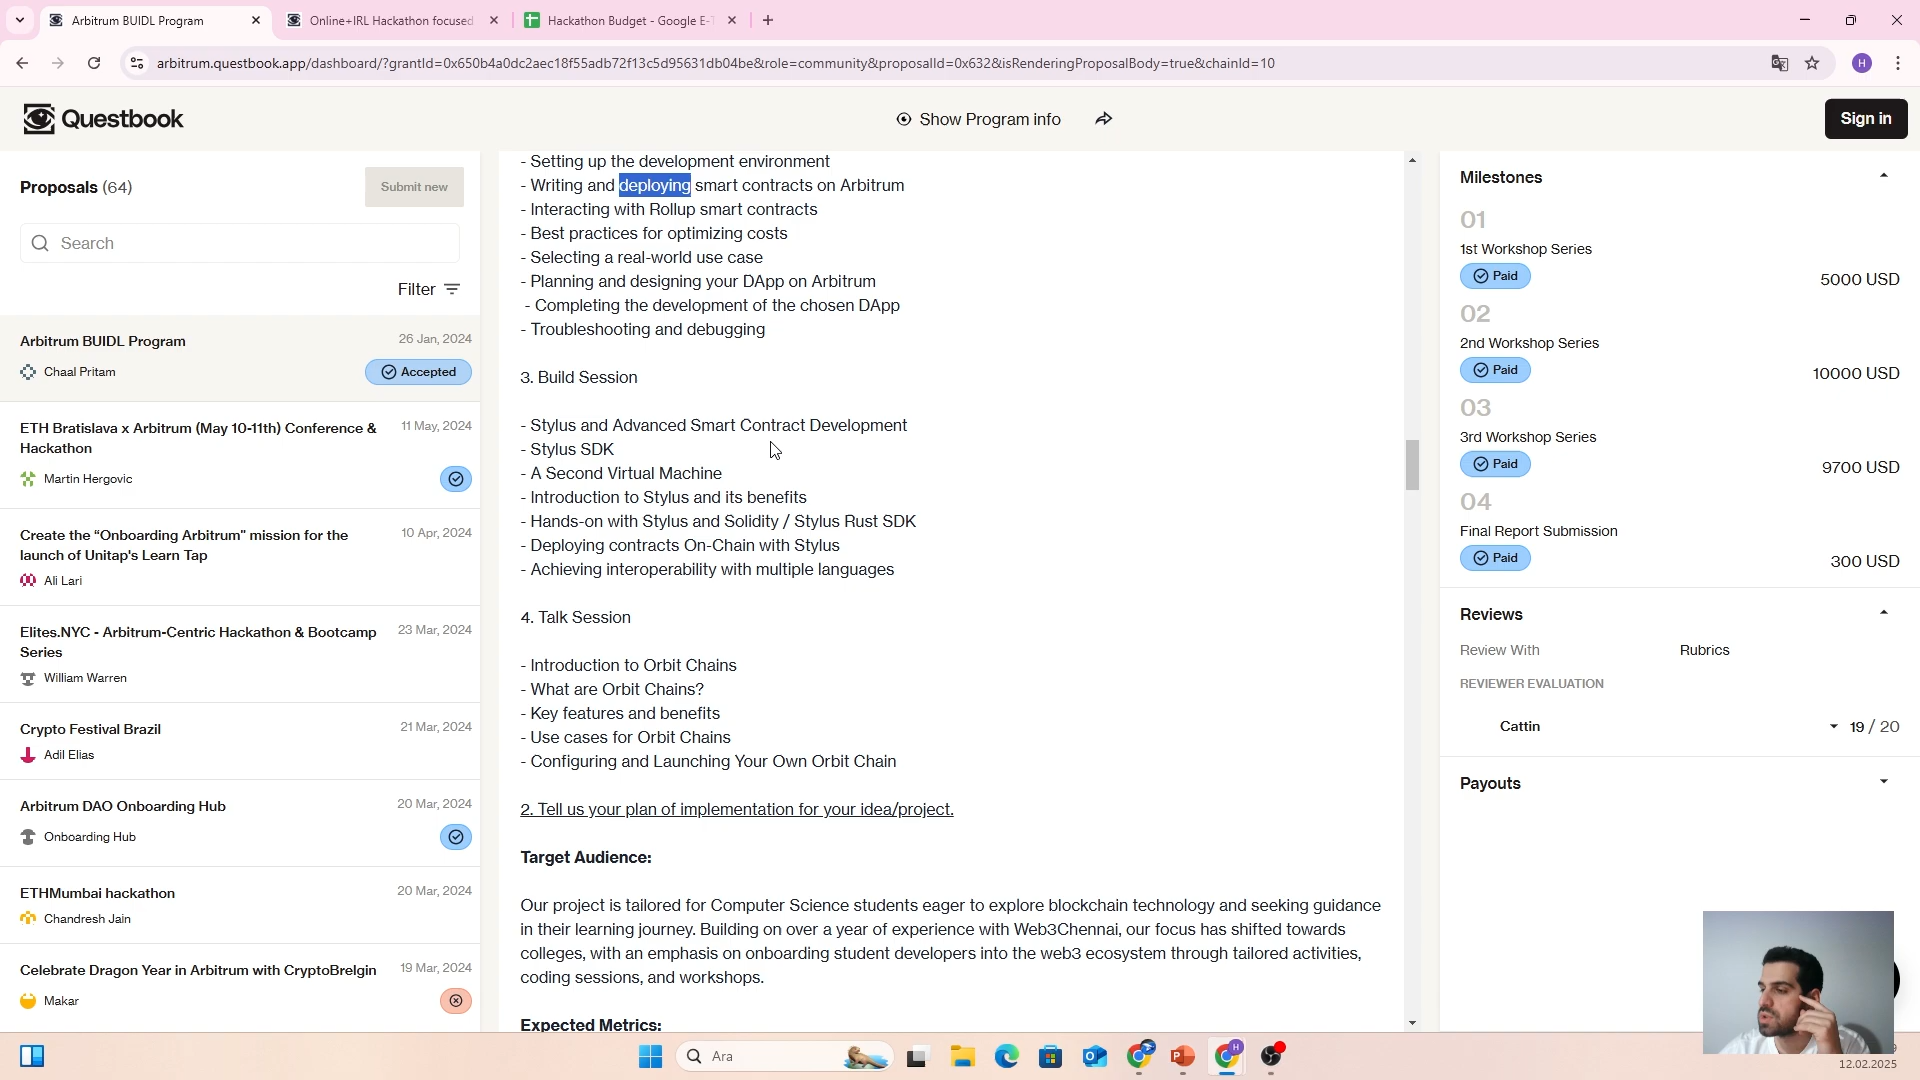 Arbitrum BUIDL Program
Online+IRL Hackathon focused
Hackathon Budget - Google E-T
arbitrum.questbook.app/dashboard/?grantId=0x650b4a0dc2aec18f55adb72f13c5d95631db04be&role=community&proposalId=0x632&isRenderingProposalBody=true&chainId=10
H
Questbook
Show Program info
Sign in
Proposals (64)
Submit new
Search
Filter
Arbitrum BUIDL Program
26 Jan, 2024
Chaal Pritam
Accepted
ETH Bratislava x Arbitrum (May 10-11th) Conference &
Hackathon
11 May, 2024
Martin Hergovic
Create the “Onboarding Arbitrum" mission for the
launch of Unitap's Learn Tap
10 Apr, 2024
Ali Lari
Elites.NYC - Arbitrum-Centric Hackathon & Bootcamp
Series
23 Mar, 2024
William Warren
Crypto Festival Brazil
21 Mar, 2024
Adil Elias
Arbitrum DAO Onboarding Hub
20 Mar, 2024
Onboarding Hub
ETHMumbai hackathon
20 Mar, 2024
Chandresh Jain
Celebrate Dragon Year in Arbitrum with CryptoBrelgin
19 Mar, 2024
Makar
- Setting up the development environment
- Writing and deploying smart contracts on Arbitrum
- Interacting with Rollup smart contracts
- Best practices for optimizing costs
- Selecting a real-world use case
- Planning and designing your DApp on Arbitrum
- Completing the development of the chosen DApp
- Troubleshooting and debugging
3. Build Session
- Stylus and Advanced Smart Contract Development
- Stylus SDK
- A Second Virtual Machine
- Introduction to Stylus and its benefits
- Hands-on with Stylus and Solidity / Stylus Rust SDK
- Deploying contracts On-Chain with Stylus
- Achieving interoperability with multiple languages
4. Talk Session
- Introduction to Orbit Chains
- What are Orbit Chains?
- Key features and benefits
- Use cases for Orbit Chains
- Configuring and Launching Your Own Orbit Chain
2. Tell us your plan of implementation for your idea/project.
Target Audience:
Our project is tailored for Computer Science students eager to explore blockchain technology and seeking guidance
in their learning journey. Building on over a year of experience with Web3Chennai, our focus has shifted towards
colleges, with an emphasis on onboarding student developers into the web3 ecosystem through tailored activities,
coding sessions, and workshops.
Expected Metrics:
Milestones
01
1st Workshop Series
Paid
5000 USD
02
2nd Workshop Series
Paid
10000 USD
03
3rd Workshop Series
Paid
9700 USD
04
Final Report Submission
Paid
300 USD
Reviews
Review With
Rubrics
REVIEWER EVALUATION
Cattin
19 / 20
Payouts
Ara
12.02.2025